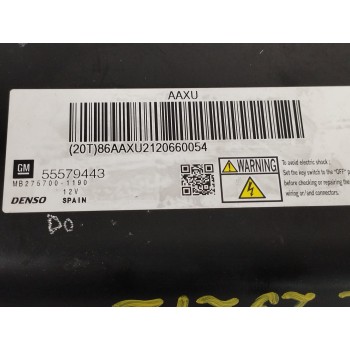 AAXU
(20T)86AAXU2120660054
GM 55579443
MB275700-1190
12V
DENSO SPAIN
WARNING
To avoid electric shock :
Set the key switch to the "OFF" p
before checking or repairing the
wiring and connectors.
Do